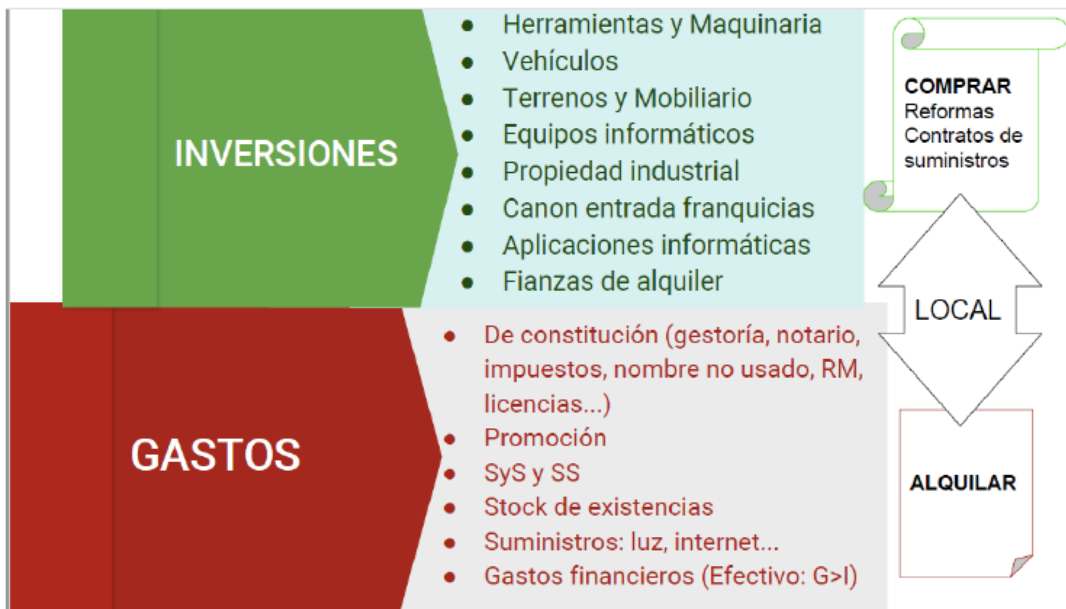 INVERSIONES
● Herramientas y Maquinaria
● Vehículos
● Terrenos y Mobiliario
● Equipos informáticos
● Propiedad industrial
● Canon entrada franquicias
● Aplicaciones informáticas
● Fianzas de alquiler
COMPRAR
Reformas
Contratos de
suministros
LOCAL
GASTOS
● De constitución (gestoría, notario,
impuestos, nombre no usado, RM,
licencias...)
● Promoción
● SyS y SS
● Stock de existencias
● Suministros: luz, internet...
● Gastos financieros (Efectivo: G>I)
ALQUILAR